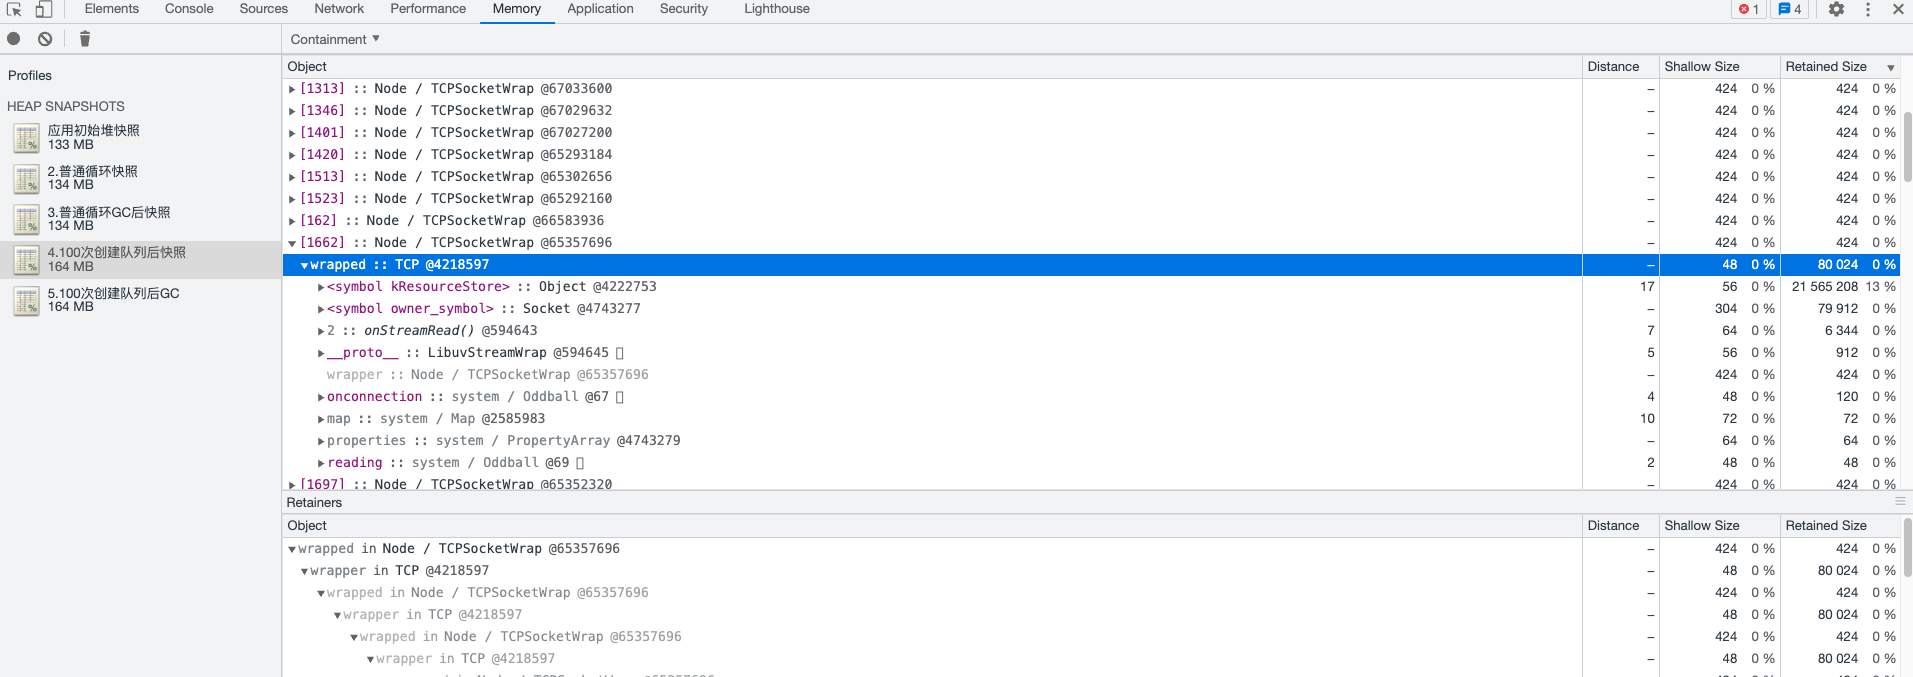 Elements Console Sources Network Performance Memory Application Security Lighthouse 1 4
Containment ▼
Profiles
HEAP SNAPSHOTS
应用初始堆快照
133 MB
2.普通循环快照
134 MB
3.普通循环GC后快照
134 MB
4.100次创建队列后快照
164 MB
5.100次创建队列后GC
164 MB
Object Distance Shallow Size Retained Size ▼
▶[1313] :: Node / TCPSocketWrap @67033600 – 424 0 % 424 0 %
▶[1346] :: Node / TCPSocketWrap @67029632 – 424 0 % 424 0 %
▶[1401] :: Node / TCPSocketWrap @67027200 – 424 0 % 424 0 %
▶[1420] :: Node / TCPSocketWrap @65293184 – 424 0 % 424 0 %
▶[1513] :: Node / TCPSocketWrap @65302656 – 424 0 % 424 0 %
▶[1523] :: Node / TCPSocketWrap @65292160 – 424 0 % 424 0 %
▶[162] :: Node / TCPSocketWrap @66583936 – 424 0 % 424 0 %
▼[1662] :: Node / TCPSocketWrap @65357696 – 424 0 % 424 0 %
▼wrapped :: TCP @4218597 – 48 0 % 80 024 0 %
▶<symbol kResourceStore> :: Object @4222753 17 56 0 % 21 565 208 13 %
▶<symbol owner_symbol> :: Socket @4743277 – 304 0 % 79 912 0 %
▶2 :: onStreamRead() @594643 7 64 0 % 6 344 0 %
▶__proto__ :: LibuvStreamWrap @594645 5 56 0 % 912 0 %
wrapper :: Node / TCPSocketWrap @65357696 – 424 0 % 424 0 %
▶onconnection :: system / Oddball @67 4 48 0 % 120 0 %
▶map :: system / Map @2585983 10 72 0 % 72 0 %
▶properties :: system / PropertyArray @4743279 – 64 0 % 64 0 %
▶reading :: system / Oddball @69 2 48 0 % 48 0 %
▶[1697] :: Node / TCPSocketWrap @65352320 – 424 0 % 424 0 %
Retainers
Object Distance Shallow Size Retained Size
▼wrapped in Node / TCPSocketWrap @65357696 – 424 0 % 424 0 %
▼wrapper in TCP @4218597 – 48 0 % 80 024 0 %
▼wrapped in Node / TCPSocketWrap @65357696 – 424 0 % 424 0 %
▼wrapper in TCP @4218597 – 48 0 % 80 024 0 %
▼wrapped in Node / TCPSocketWrap @65357696 – 424 0 % 424 0 %
▼wrapper in TCP @4218597 – 48 0 % 80 024 0 %